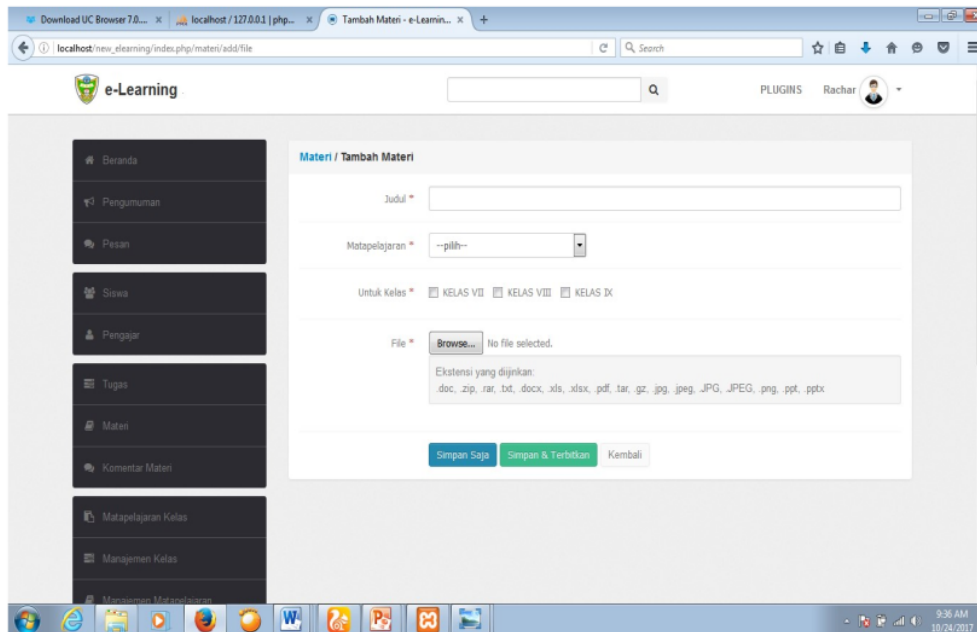 Download UC Browser 7.0.... x localhost / 127.0.0.1 | php... x Tambah Materi - e-Learnin... x +
localhost/new_elearning/index.php/materi/add/file Search
e-Learning PLUGINS Rachar
Beranda
Pengumuman
Pesan
Siswa
Pengajar
Tugas
Materi
Komentar Materi
Matapelajaran Kelas
Manajemen Kelas
Manajemen Matapelajaran
Materi / Tambah Materi
Judul *
Matapelajaran * --pilih--
Untuk Kelas * KELAS VII KELAS VIII KELAS IX
File * Browse... No file selected.
Ekstensi yang diijinkan:
.doc, .zip, .rar, .txt, .docx, .xls, .xlsx, .pdf, .tar, .gz, .jpg, .jpeg, .JPG, .JPEG, .png, .ppt, .pptx
Simpan Saja Simpan & Terbitkan Kembali
9:36 AM
10/24/2017